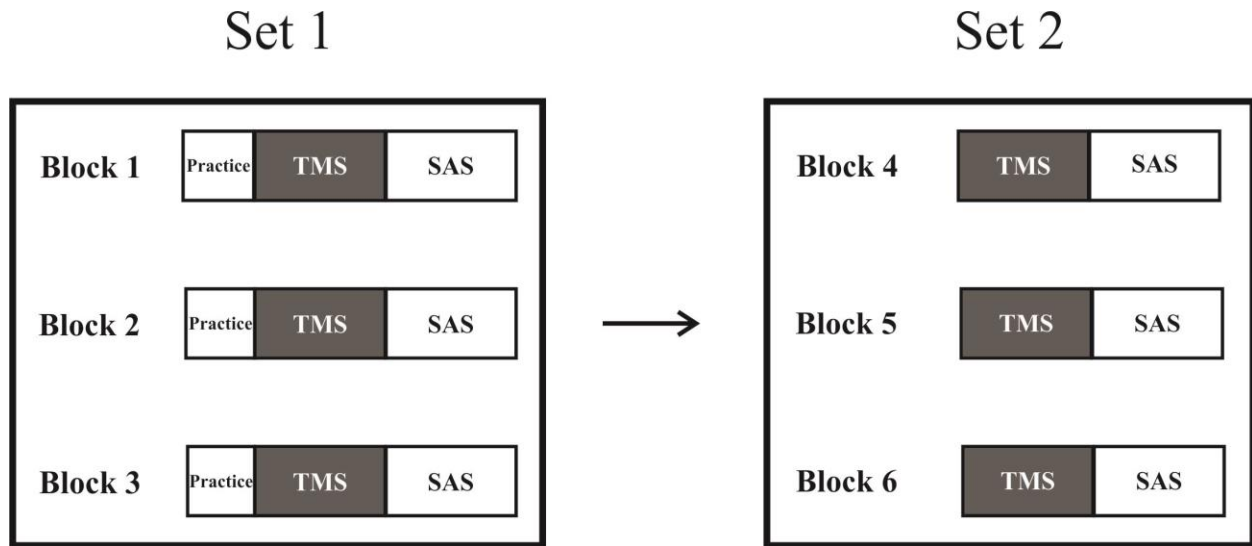 Set 1
Block 1 Practice TMS SAS
Block 2 Practice TMS SAS
Block 3 Practice TMS SAS
Set 2
Block 4 TMS SAS
Block 5 TMS SAS
Block 6 TMS SAS